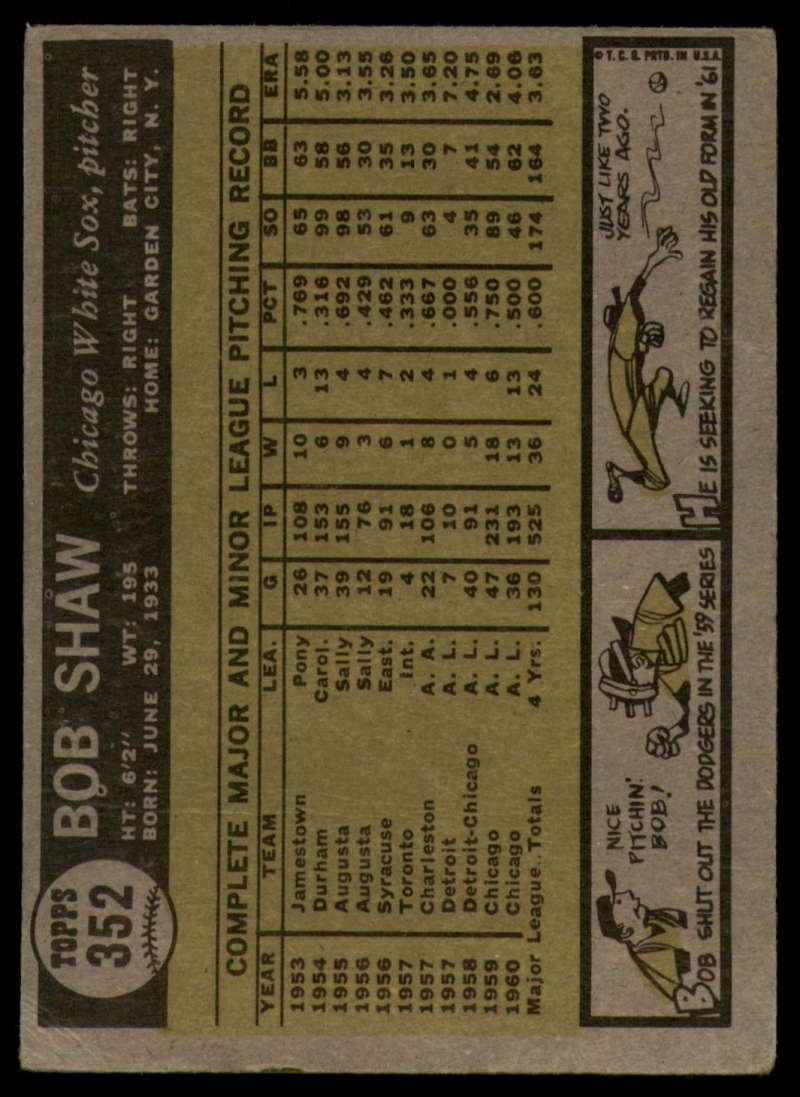 TOPPS
352
BOB SHAW Chicago White Sox, pitcher
HT: 6'2" WT: 195 THROWS: RIGHT BATS: RIGHT
BORN: JUNE 29, 1933 HOME: GARDEN CITY, N. Y.
COMPLETE MAJOR AND MINOR LEAGUE PITCHING RECORD
YEAR TEAM LEA. G IP W L PCT SO BB ERA
1953 Jamestown Pony 26 108 10 3 .769 65 63 5.58
1954 Durham Carol. 37 153 6 13 .316 99 58 5.00
1955 Augusta Sally 39 155 9 4 .692 98 56 3.13
1956 Augusta Sally 12 76 3 4 .429 53 30 3.55
1956 Syracuse East. 19 91 6 7 .462 61 35 3.26
1957 Toronto Int. 4 18 1 2 .333 9 13 3.50
1957 Charleston A. A. 22 106 8 4 .667 63 30 3.65
1957 Detroit A. L. 7 10 0 1 .000 4 7 7.20
1958 Detroit-Chicago A. L. 40 91 5 4 .556 35 41 4.75
1959 Chicago A. L. 47 231 18 6 .750 89 54 2.69
1960 Chicago A. L. 36 193 13 13 .500 46 62 4.06
Major League Totals 4 Yrs. 130 525 36 24 .600 174 164 3.63
NICE
PITCHIN'
BOB!
BOB SHUT OUT THE DODGERS IN THE '59 SERIES
©T. C. G. PRTD. IN U.S.A.
JUST LIKE TWO
YEARS AGO.
HE IS SEEKING TO REGAIN HIS OLD FORM IN '61